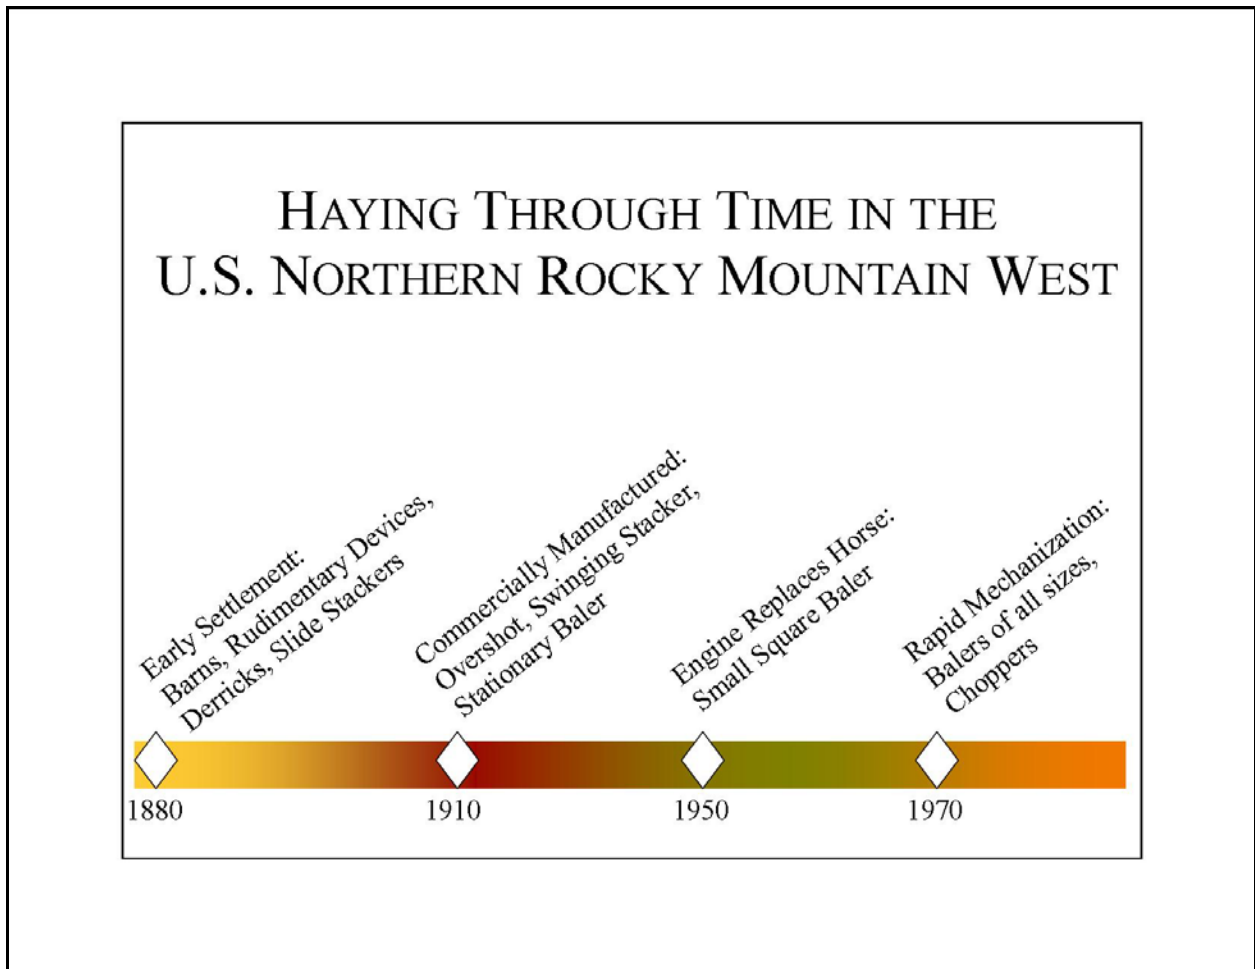 HAYING THROUGH TIME IN THE
U.S. NORTHERN ROCKY MOUNTAIN WEST
Early Settlement:
Barns, Rudimentary Devices,
Derricks, Slide Stackers
Commercially Manufactured:
Overshot, Swinging Stacker,
Stationary Baler
Engine Replaces Horse:
Small Square Baler
Rapid Mechanization:
Balers of all sizes,
Choppers
1880
1910
1950
1970